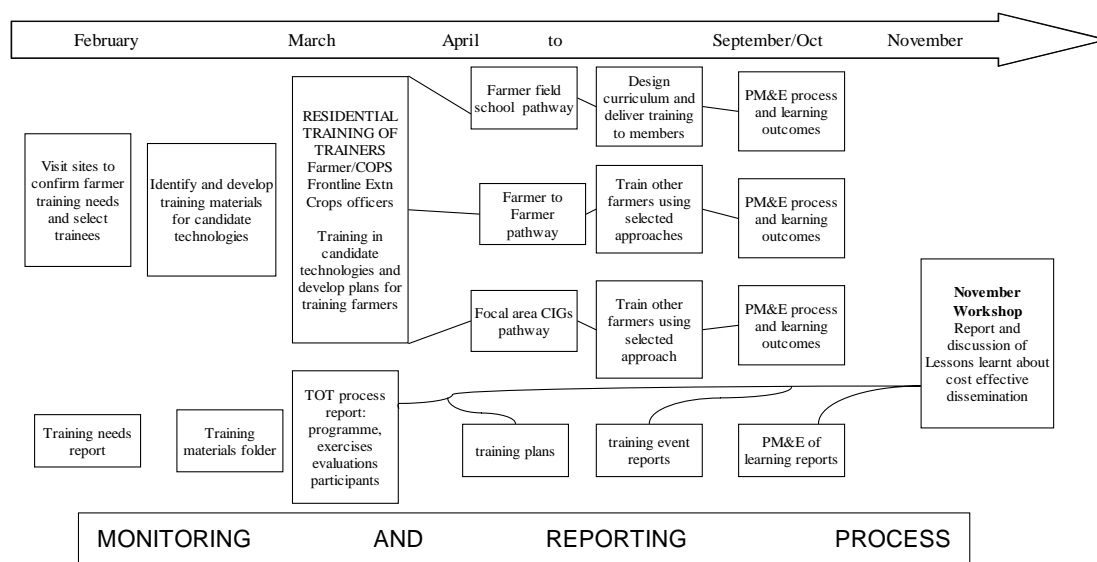 February March April to September/Oct November
Farmer field
school pathway
Design
curriculum and
deliver training
to members
PM&E process
and learning
outcomes
Visit sites to
confirm farmer
training needs
and select
trainees
Identify and develop
training materials
for candidate
technologies
RESIDENTIAL
TRAINING OF
TRAINERS
Farmer/COPS
Frontline Extn
Crops officers
Training in
candidate
technologies and
develop plans for
training farmers
Farmer to
Farmer
pathway
Train other
farmers using
selected
approaches
PM&E process
and learning
outcomes
Focal area CIGs
pathway
Train other
farmers using
selected
approach
PM&E process
and learning
outcomes
November
Workshop
Report and
discussion of
Lessons learnt about
cost effective
dissemination
Training needs
report
Training
materials folder
TOT process
report:
programme,
exercises
evaluations
participants
training plans
training event
reports
PM&E of
learning reports
MONITORING AND REPORTING PROCESS